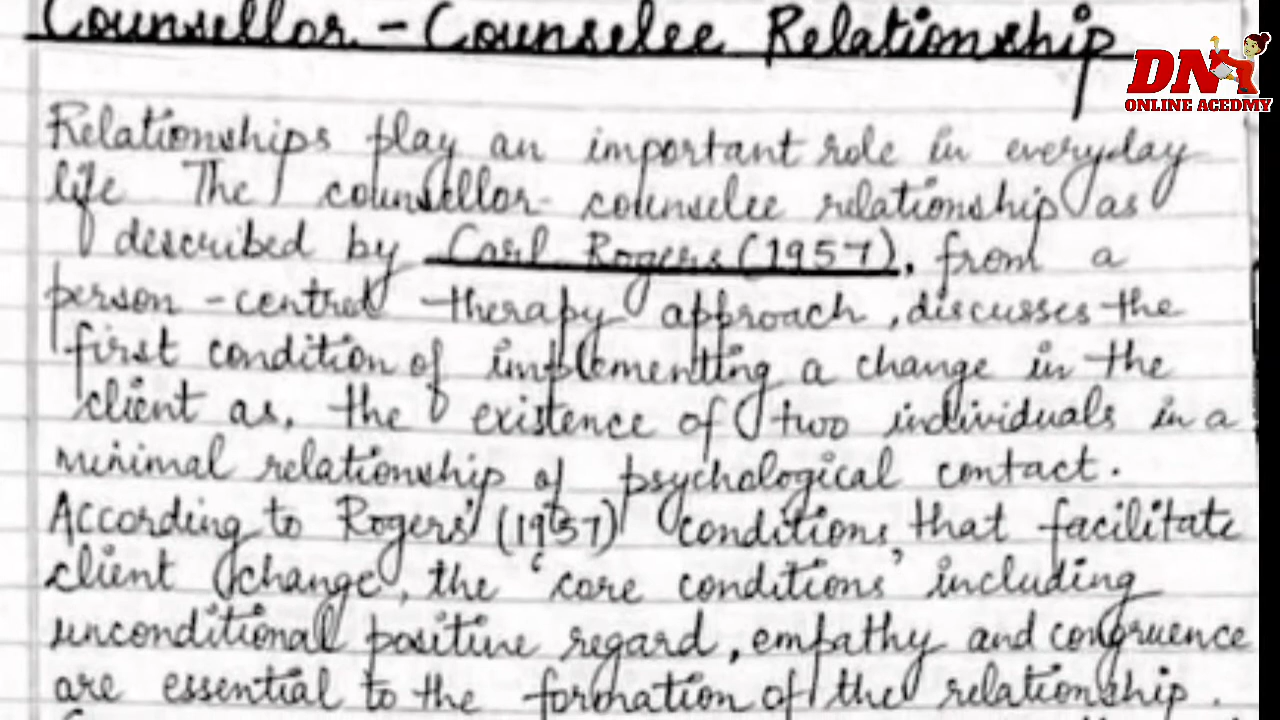 Counsellor - Counselee Relationship
DNA
ONLINE ACEDMY
Relationships play an important role in everyday
life The counsellor- counselee relationship as
described by Carl Rogers (1957), from a
person -centred therapy approach, discusses the
first condition of implementing a change in the
client as, the existence of two individuals in a
minimal relationship of psychological contact.
According to Rogers' (1957) conditions that facilitate
client change, the 'core conditions' including
unconditional positive regard, empathy and congruence
are essential to the formation of the relationship.